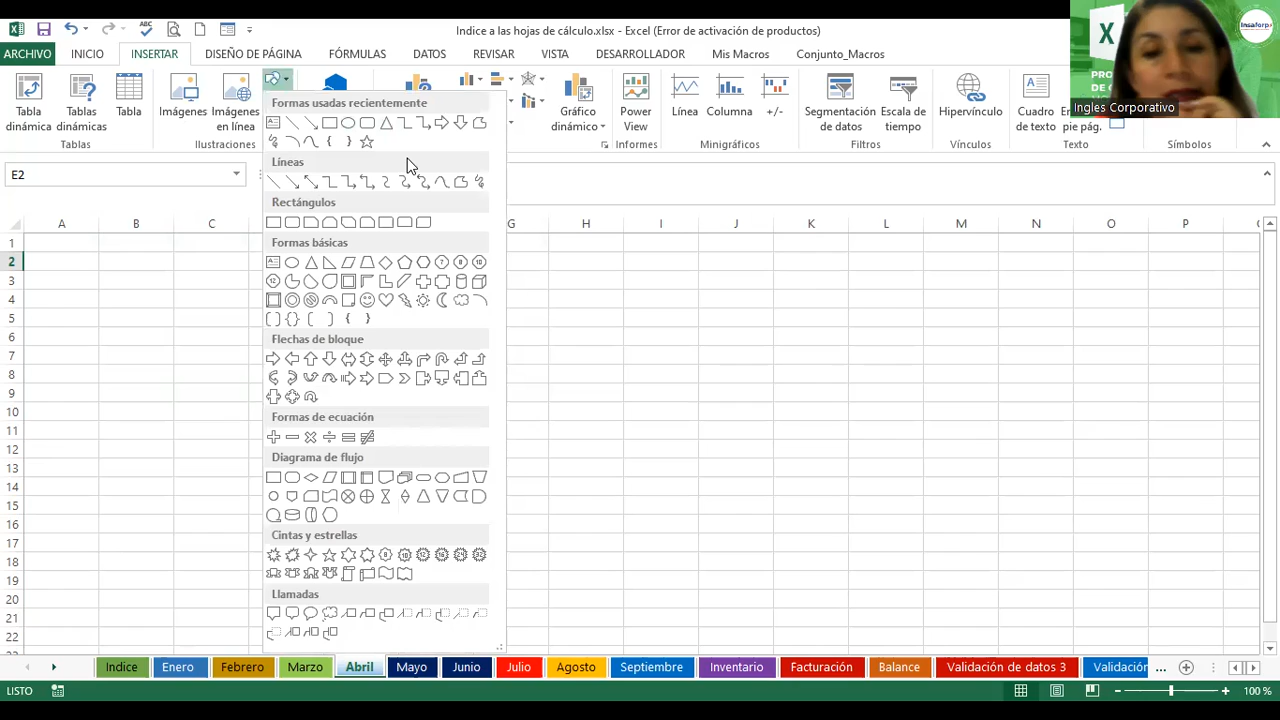 Indice a las hojas de cálculo.xlsx - Excel (Error de activación de productos)
ARCHIVO INICIO INSERTAR DISEÑO DE PÁGINA FÓRMULAS DATOS REVISAR VISTA DESARROLLADOR Mis Macros Conjunto_Macros
Tabla dinámica
Tablas dinámicas
Tabla
Imágenes
Imágenes en línea
Gráfico dinámico
Power View
Línea
Columna
+/-
Segmentación de datos
Escala de tiempo
Hipervínculo
Cuadro de texto
pie pág.
Tablas
Ilustraciones
Informes
Minigráficos
Filtros
Vínculos
Texto
Símbolos
Insaforp
Ingles Corporativo
E2
Formas usadas recientemente
Líneas
Rectángulos
Formas básicas
Flechas de bloque
Formas de ecuación
Diagrama de flujo
Cintas y estrellas
Llamadas
A B C G H I J K L M N O P
1
2
3
4
5
6
7
8
9
10
11
12
13
14
15
16
17
18
19
20
21
22
Indice Enero Febrero Marzo Abril Mayo Junio Julio Agosto Septiembre Inventario Facturación Balance Validación de datos 3 Validación ...
LISTO
100 %